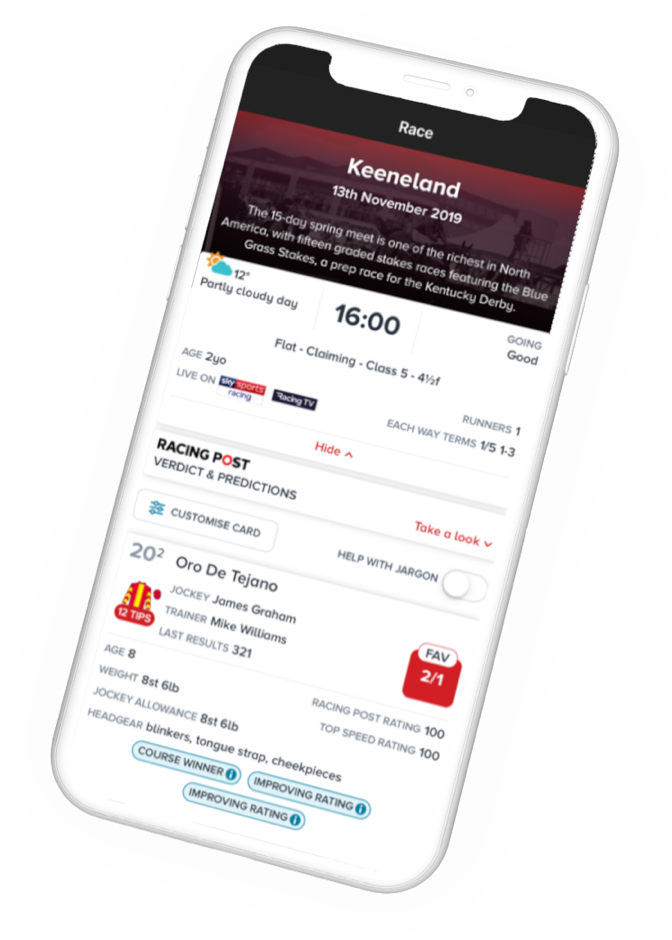 Race
Keeneland
13th November 2019
The 15-day spring meet is one of the richest in North
America, with fifteen graded stakes races featuring the Blue
Grass Stakes, a prep race for the Kentucky Derby.
12°
Partly cloudy day
16:00
GOING
Good
Flat - Claiming - Class 5 - 4½f
AGE 2yo
LIVE ON sky sports racing Racing TV
RUNNERS 1
EACH WAY TERMS 1/5 1-3
Hide
RACING POST
VERDICT & PREDICTIONS
Take a look
CUSTOMISE CARD
HELP WITH JARGON
20² Oro De Tejano
JOCKEY James Graham
TRAINER Mike Williams
LAST RESULTS 321
12 TIPS
FAV
2/1
AGE 8
WEIGHT 8st 6lb
JOCKEY ALLOWANCE 8st 6lb
HEADGEAR blinkers, tongue strap, cheekpieces
RACING POST RATING 100
TOP SPEED RATING 100
COURSE WINNER i
IMPROVING RATING i
IMPROVING RATING i